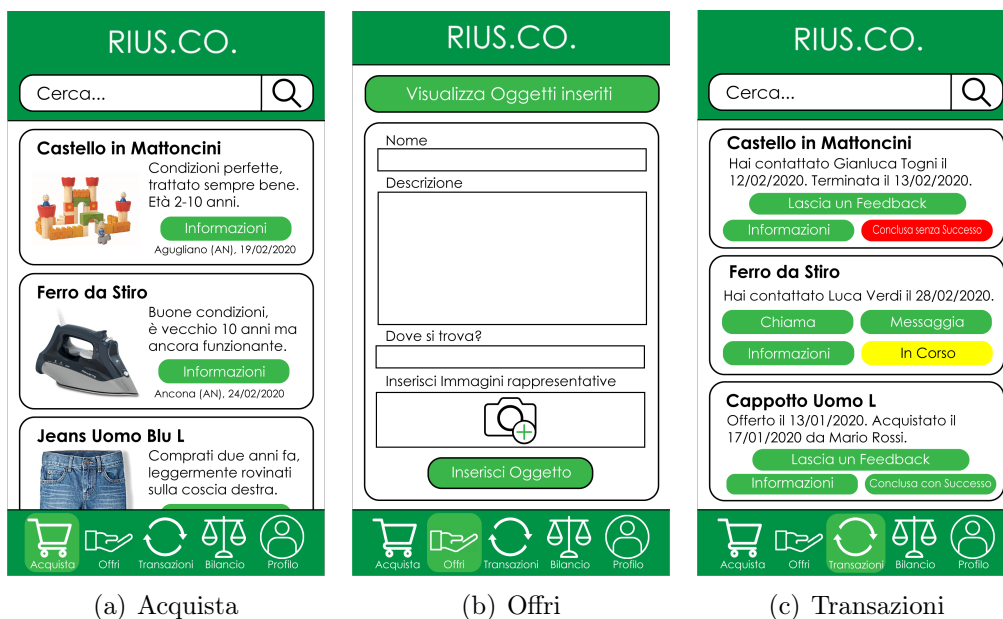 RIUS.CO.
Cerca...
Castello in Mattoncini
Condizioni perfette,
trattato sempre bene.
Età 2-10 anni.
Informazioni
Agugliano (AN), 19/02/2020
Ferro da Stiro
Buone condizioni,
è vecchio 10 anni ma
ancora funzionante.
Informazioni
Ancona (AN), 24/02/2020
Jeans Uomo Blu L
Comprati due anni fa,
leggermente rovinati
sulla coscia destra.
Acquista Offri Transazioni Bilancio Profilo
(a) Acquista
RIUS.CO.
Visualizza Oggetti inseriti
Nome
Descrizione
Dove si trova?
Inserisci Immagini rappresentative
Inserisci Oggetto
Acquista Offri Transazioni Bilancio Profilo
(b) Offri
RIUS.CO.
Cerca...
Castello in Mattoncini
Hai contattato Gianluca Togni il
12/02/2020. Terminata il 13/02/2020.
Lascia un Feedback
Informazioni Conclusa senza Successo
Ferro da Stiro
Hai contattato Luca Verdi il 28/02/2020.
Chiama Messaggia
Informazioni In Corso
Cappotto Uomo L
Offerto il 13/01/2020. Acquistato il
17/01/2020 da Mario Rossi.
Lascia un Feedback
Informazioni Conclusa con Successo
Acquista Offri Transazioni Bilancio Profilo
(c) Transazioni